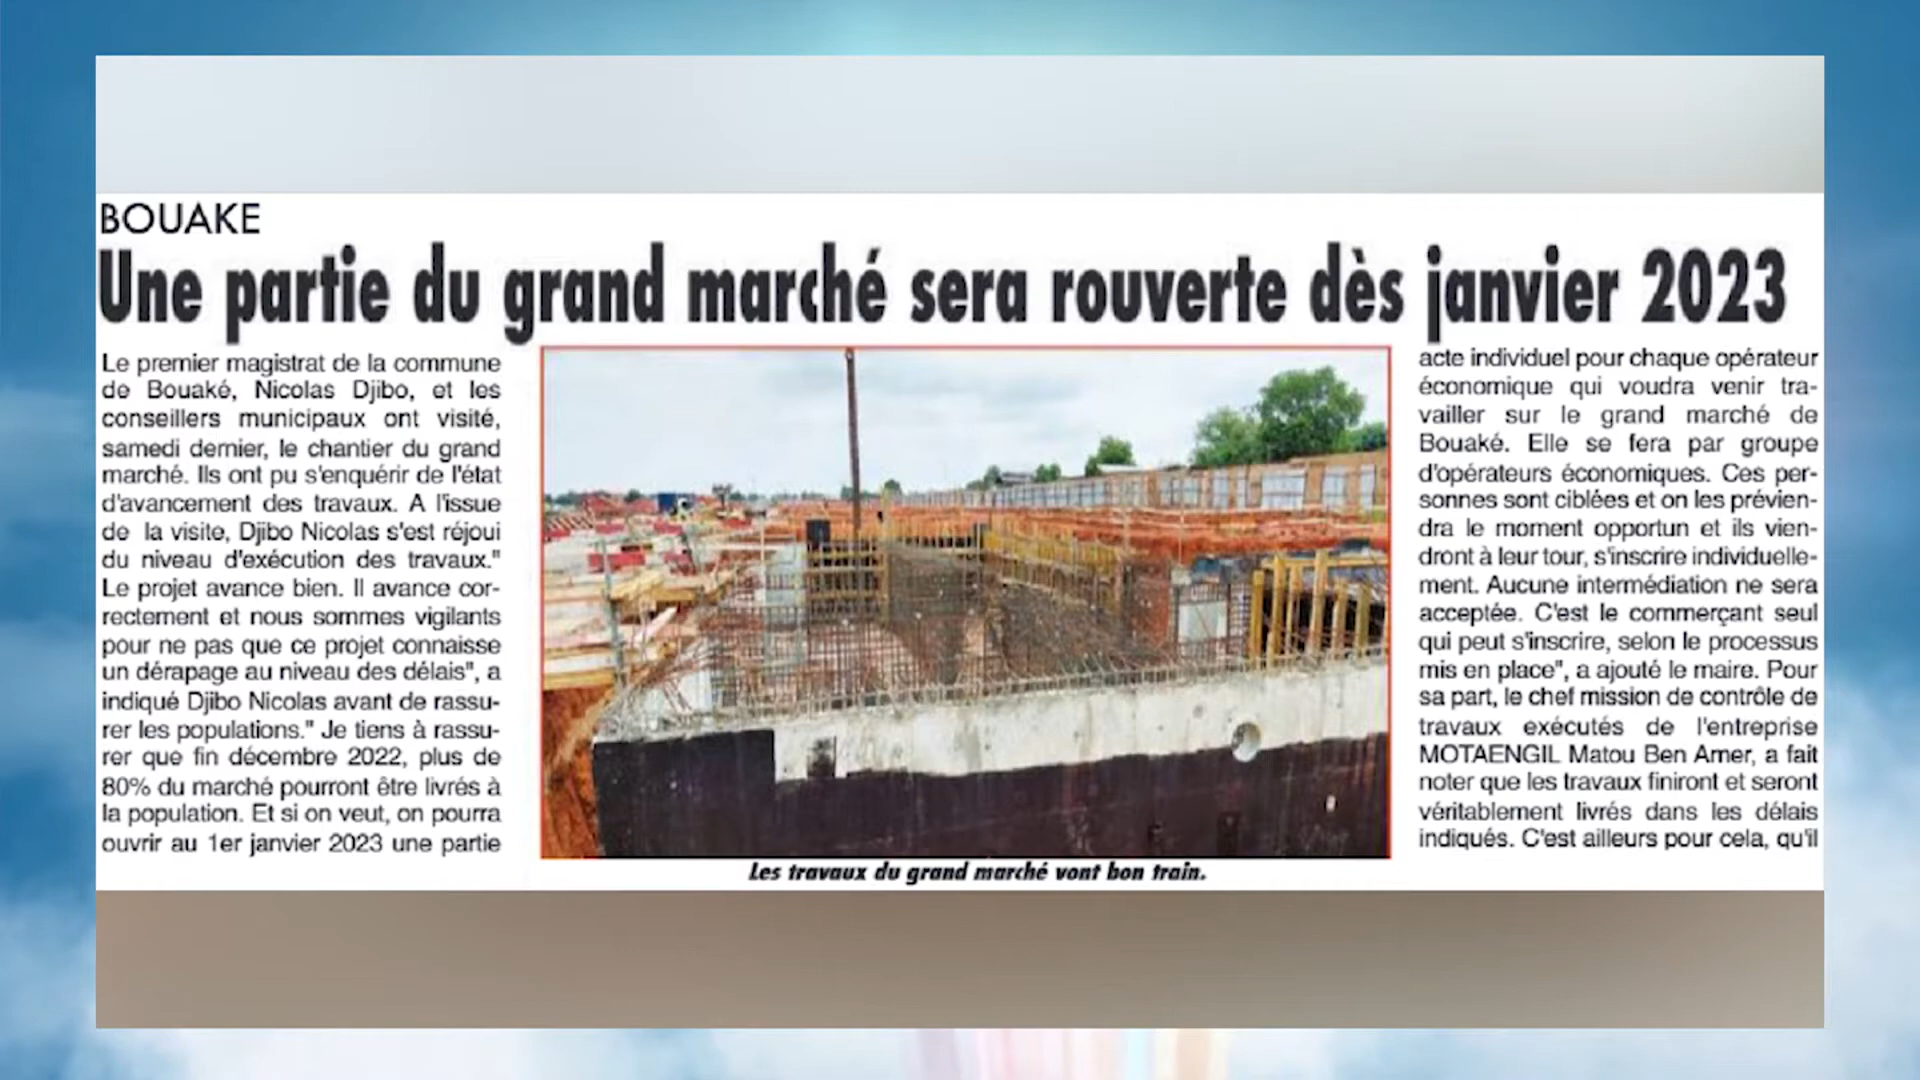 BOUAKE
Une partie du grand marché sera rouverte dès janvier 2023
Le premier magistrat de la commune
de Bouaké, Nicolas Djibo, et les
conseillers municipaux ont visité,
samedi dernier, le chantier du grand
marché. Ils ont pu s'enquérir de l'état
d'avancement des travaux. A l'issue
de la visite, Djibo Nicolas s'est réjoui
du niveau d'exécution des travaux."
Le projet avance bien. Il avance cor-
rectement et nous sommes vigilants
pour ne pas que ce projet connaisse
un dérapage au niveau des délais", a
indiqué Djibo Nicolas avant de rassu-
rer les populations." Je tiens à rassu-
rer que fin décembre 2022, plus de
80% du marché pourront être livrés à
la population. Et si on veut, on pourra
ouvrir au 1er janvier 2023 une partie
Les travaux du grand marché vont bon train.
acte individuel pour chaque opérateur
économique qui voudra venir tra-
vailler sur le grand marché de
Bouaké. Elle se fera par groupe
d'opérateurs économiques. Ces per-
sonnes sont ciblées et on les prévien-
dra le moment opportun et ils vien-
dront à leur tour, s'inscrire individuelle-
ment. Aucune intermédiation ne sera
acceptée. C'est le commerçant seul
qui peut s'inscrire, selon le processus
mis en place", a ajouté le maire. Pour
sa part, le chef mission de contrôle de
travaux exécutés de l'entreprise
MOTAENGIL Matou Ben Amer, a fait
noter que les travaux finiront et seront
véritablement livrés dans les délais
indiqués. C'est ailleurs pour cela, qu'il